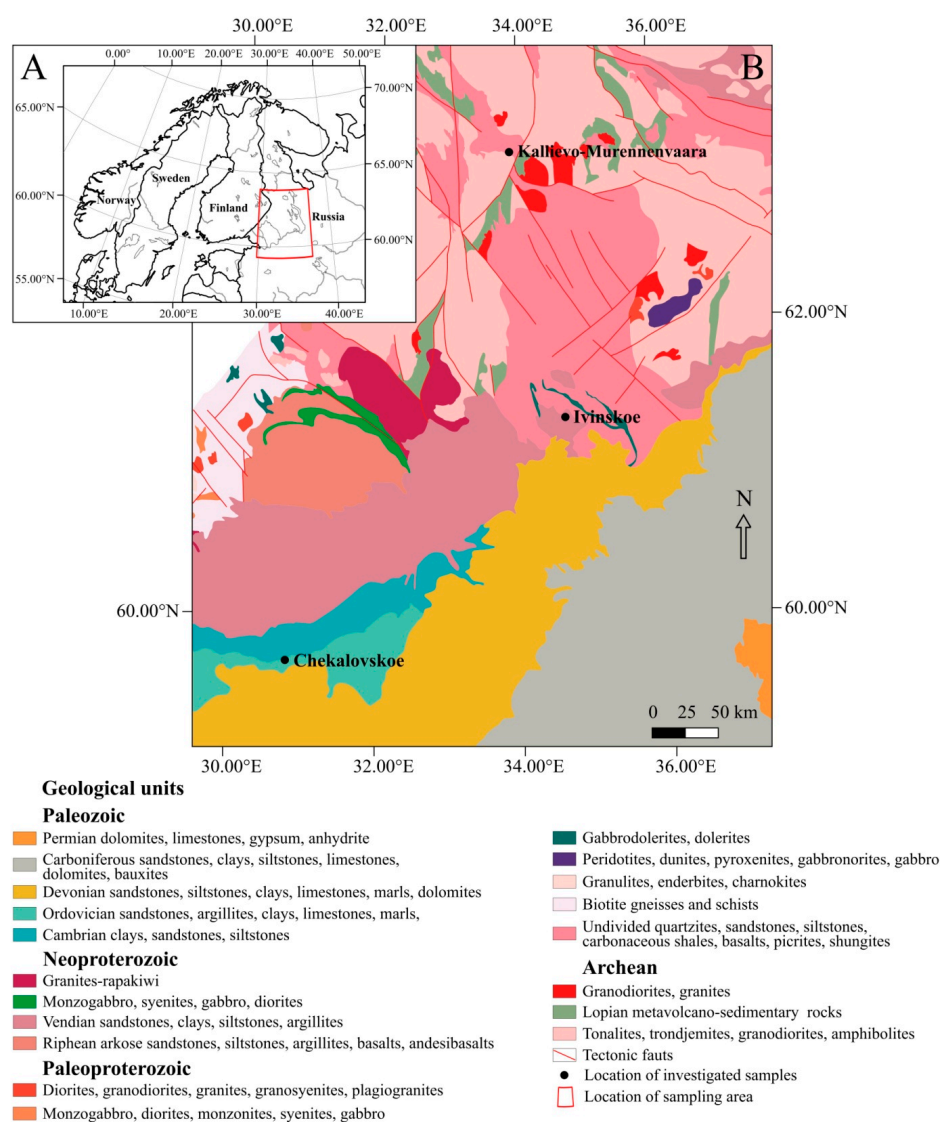 30.00°E 32.00°E 34.00°E 36.00°E
0.00° 10.00°E 20.00°E 30.00°E 40.00°E 50.00°E
A
B
65.00°N
70.00°N
Kallievo-Murennenvaara
65.00°N
Sweden
60.00°N
Norway
Finland
Russia
60.00°N
55.00°N
10.00°E 20.00°E 30.00°E 40.00°E
62.00°N
Ivinskoe
N
60.00°N
60.00°N
Chekalovskoe
0 25 50 km
30.00°E 32.00°E 34.00°E 36.00°E
Geological units
Paleozoic
Permian dolomites, limestones, gypsum, anhydrite
Carboniferous sandstones, clays, siltstones, limestones,
dolomites, bauxites
Devonian sandstones, siltstones, clays, limestones, marls, dolomites
Ordovician sandstones, argillites, clays, limestones, marls,
Cambrian clays, sandstones, siltstones
Neoproterozoic
Granites-rapakiwi
Monzogabbro, syenites, gabbro, diorites
Vendian sandstones, clays, siltstones, argillites
Riphean arkose sandstones, siltstones, argillites, basalts, andesibasalts
Paleoproterozoic
Diorites, granodiorites, granites, granosyenites, plagiogranites
Monzogabbro, diorites, monzonites, syenites, gabbro
Gabbrodolerites, dolerites
Peridotites, dunites, pyroxenites, gabbronorites, gabbro
Granulites, enderbites, charnokites
Biotite gneisses and schists
Undivided quartzites, sandstones, siltstones,
carbonaceous shales, basalts, picrites, shungites
Archean
Granodiorites, granites
Lopian metavolcano-sedimentary rocks
Tonalites, trondjemites, granodiorites, amphibolites
Tectonic fauts
Location of investigated samples
Location of sampling area